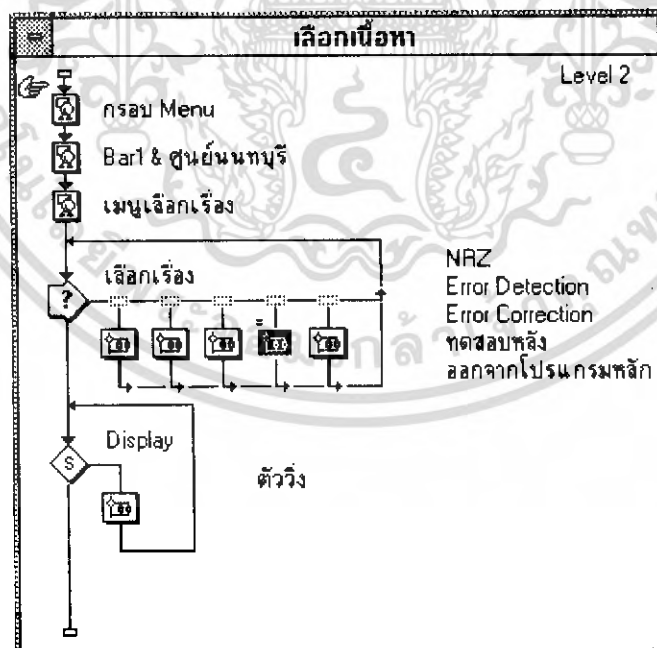 เลือกเนื้อหา
Level 2
กรอบ Menu
Bar1 & ศูนย์นนทบุรี
เมนูเลือกเรื่อง
เลือกเรื่อง
?
=
NRZ
Error Detection
Error Correction
ทดสอบหลัง
ออกจากโปรแกรมหลัก
Display
S
ตัววิ่ง